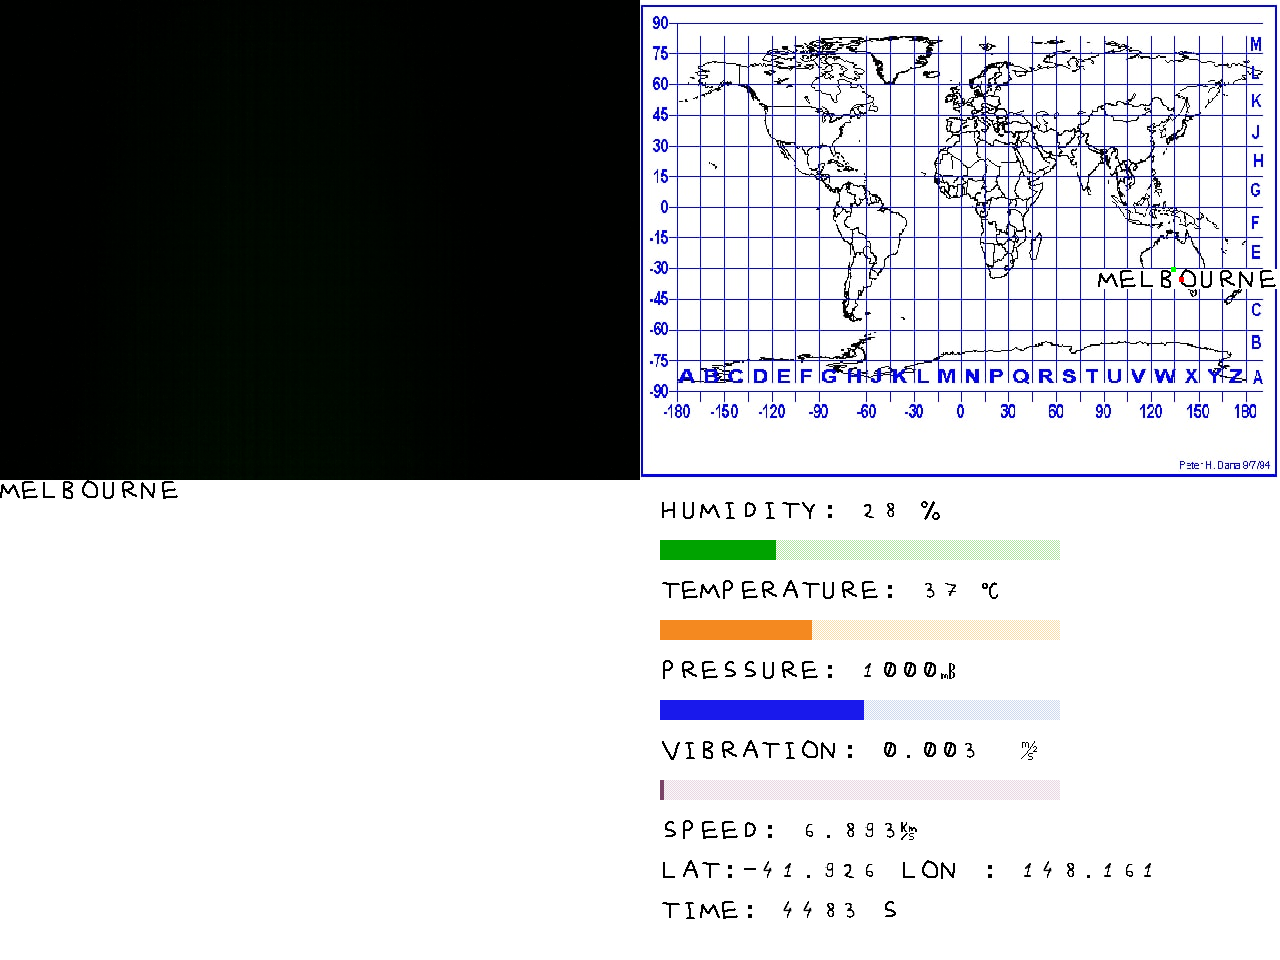 90
75
60
45
30
15
0
-15
-30
-45
-60
-75
-90
M
L
K
J
H
G
F
E
MELBOURNE
C
B
A
A B C D E F G H J K L M N P Q R S T U V W X Y Z
-180 -150 -120 -90 -60 -30 0 30 60 90 120 150 180
Peter H. Dana 9/7/94
MELBOURNE
HUMIDITY: 28 %
TEMPERATURE: 37 °C
PRESSURE: 1000mB
VIBRATION: 0.003 m/s²
SPEED: 6.893Km/s
LAT:-41.926 LON : 148.161
TIME: 4483 S